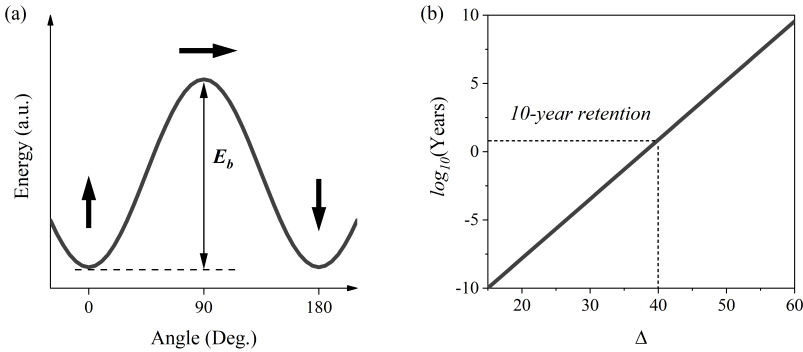 (a)
Energy (a.u.)
E_b
0
90
180
Angle (Deg.)
(b)
log_10(Years)
10
5
0
-5
-10
10-year retention
20
30
40
50
60
Δ